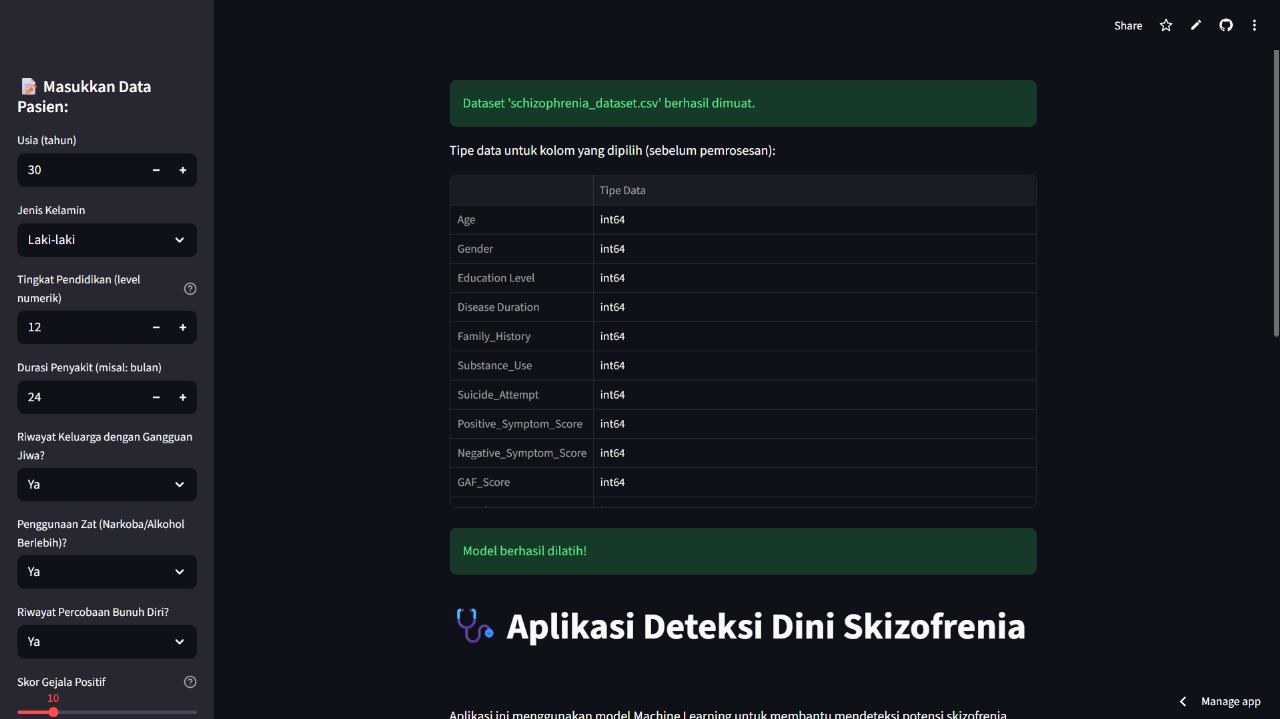 Share
📝 Masukkan Data
Pasien:
Usia (tahun)
30
Jenis Kelamin
Laki-laki
Tingkat Pendidikan (level
numerik)
12
Durasi Penyakit (misal: bulan)
24
Riwayat Keluarga dengan Gangguan
Jiwa?
Ya
Penggunaan Zat (Narkoba/Alkohol
Berlebih)?
Ya
Riwayat Percobaan Bunuh Diri?
Ya
Skor Gejala Positif
10
Dataset 'schizophrenia_dataset.csv' berhasil dimuat.
Tipe data untuk kolom yang dipilih (sebelum pemrosesan):
Tipe Data
Age int64
Gender int64
Education Level int64
Disease Duration int64
Family_History int64
Substance_Use int64
Suicide_Attempt int64
Positive_Symptom_Score int64
Negative_Symptom_Score int64
GAF_Score int64
Model berhasil dilatih!
🩺 Aplikasi Deteksi Dini Skizofrenia
Aplikasi ini menggunakan model Machine Learning untuk membantu mendeteksi potensi skizofrenia
Manage app